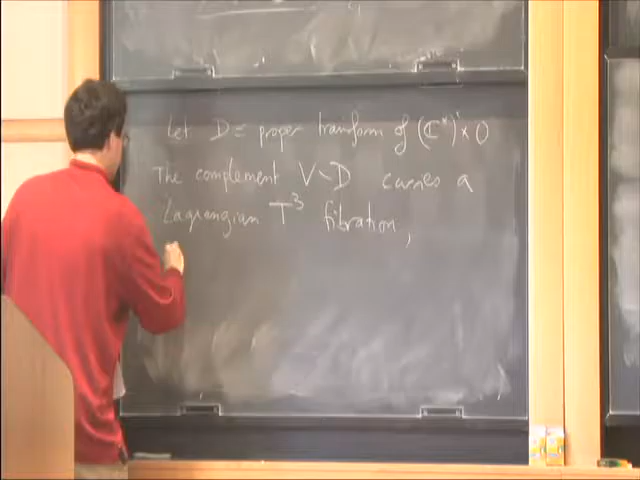 Let D = proper transform of (ℂ*)² × 0
The complement V \ D carries a
Lagrangian T³ fibration,